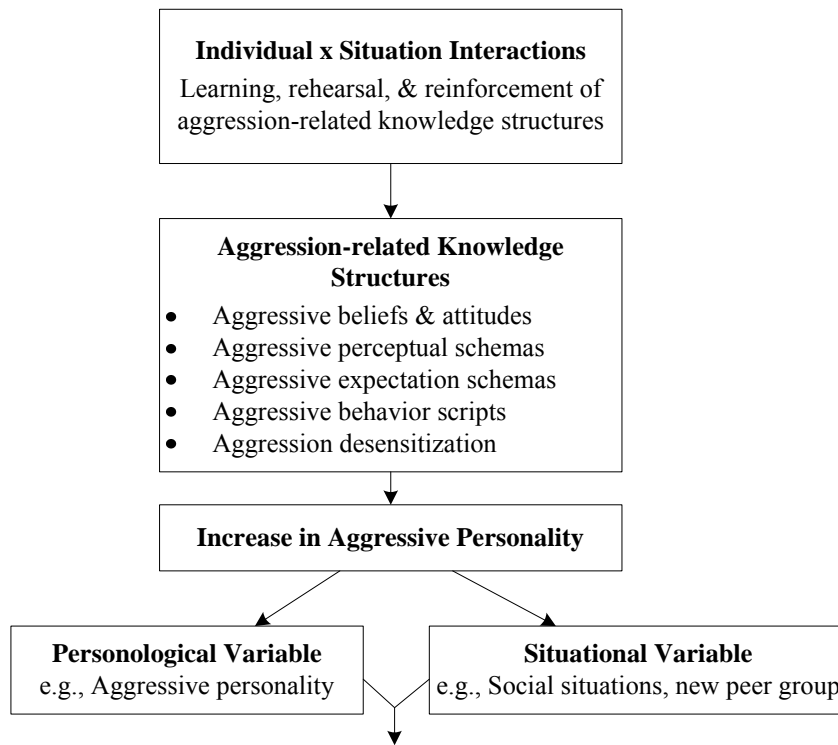 Individual x Situation Interactions
Learning, rehearsal, & reinforcement of
aggression-related knowledge structures
Aggression-related Knowledge
Structures
• Aggressive beliefs & attitudes
• Aggressive perceptual schemas
• Aggressive expectation schemas
• Aggressive behavior scripts
• Aggression desensitization
Increase in Aggressive Personality
Personological Variable
e.g., Aggressive personality
Situational Variable
e.g., Social situations, new peer group